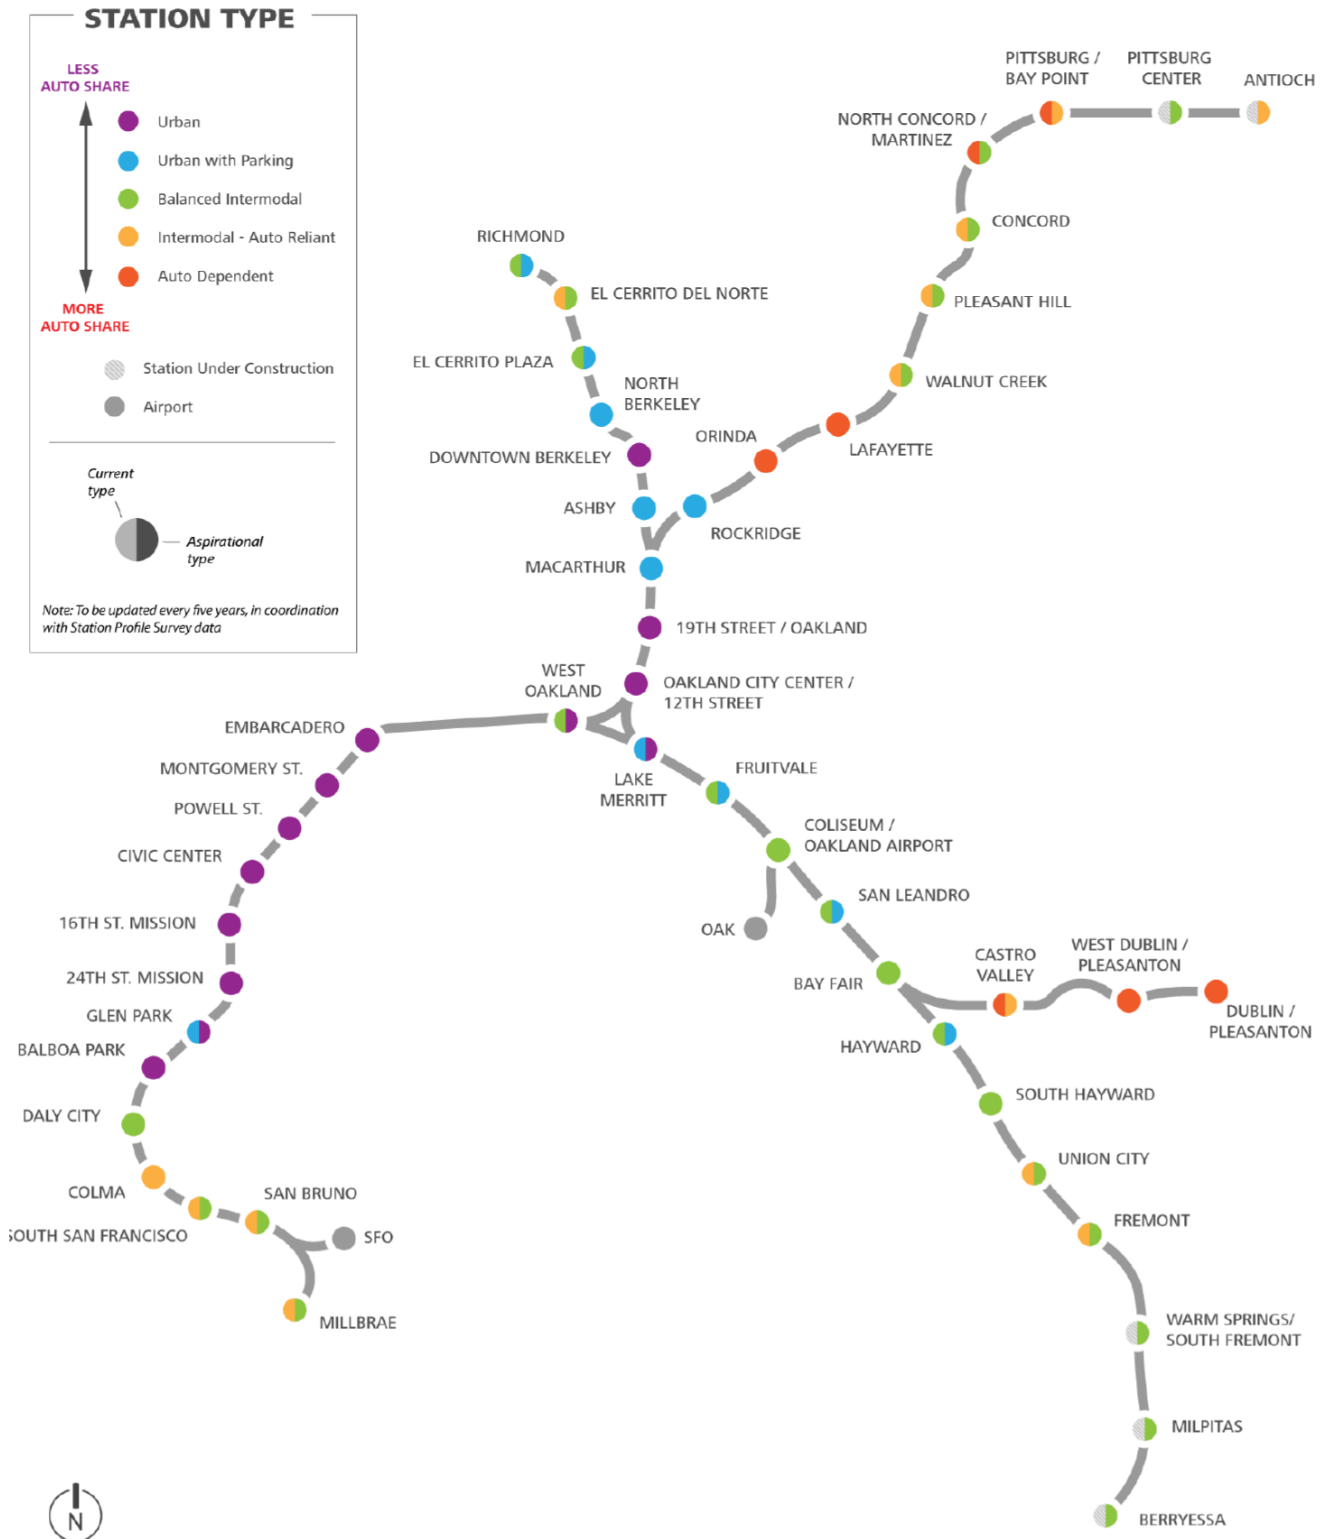 STATION TYPE
LESS
AUTO SHARE
Urban
Urban with Parking
Balanced Intermodal
Intermodal - Auto Reliant
Auto Dependent
MORE
AUTO SHARE
Station Under Construction
Airport
Current
type
Aspirational
type
Note: To be updated every five years, in coordination
with Station Profile Survey data
PITTSBURG /
BAY POINT
PITTSBURG
CENTER
ANTIOCH
NORTH CONCORD /
MARTINEZ
CONCORD
PLEASANT HILL
WALNUT CREEK
LAFAYETTE
ORINDA
ROCKRIDGE
RICHMOND
EL CERRITO DEL NORTE
EL CERRITO PLAZA
NORTH
BERKELEY
DOWNTOWN BERKELEY
ASHBY
MACARTHUR
19TH STREET / OAKLAND
OAKLAND CITY CENTER /
12TH STREET
WEST
OAKLAND
LAKE
MERRITT
EMBARCADERO
MONTGOMERY ST.
POWELL ST.
CIVIC CENTER
16TH ST. MISSION
24TH ST. MISSION
GLEN PARK
BALBOA PARK
DALY CITY
COLMA
SOUTH SAN FRANCISCO
SAN BRUNO
SFO
MILLBRAE
FRUITVALE
COLISEUM /
OAKLAND AIRPORT
OAK
SAN LEANDRO
BAY FAIR
CASTRO
VALLEY
WEST DUBLIN /
PLEASANTON
DUBLIN /
PLEASANTON
HAYWARD
SOUTH HAYWARD
UNION CITY
FREMONT
WARM SPRINGS/
SOUTH FREMONT
MILPITAS
BERRYESSA
N